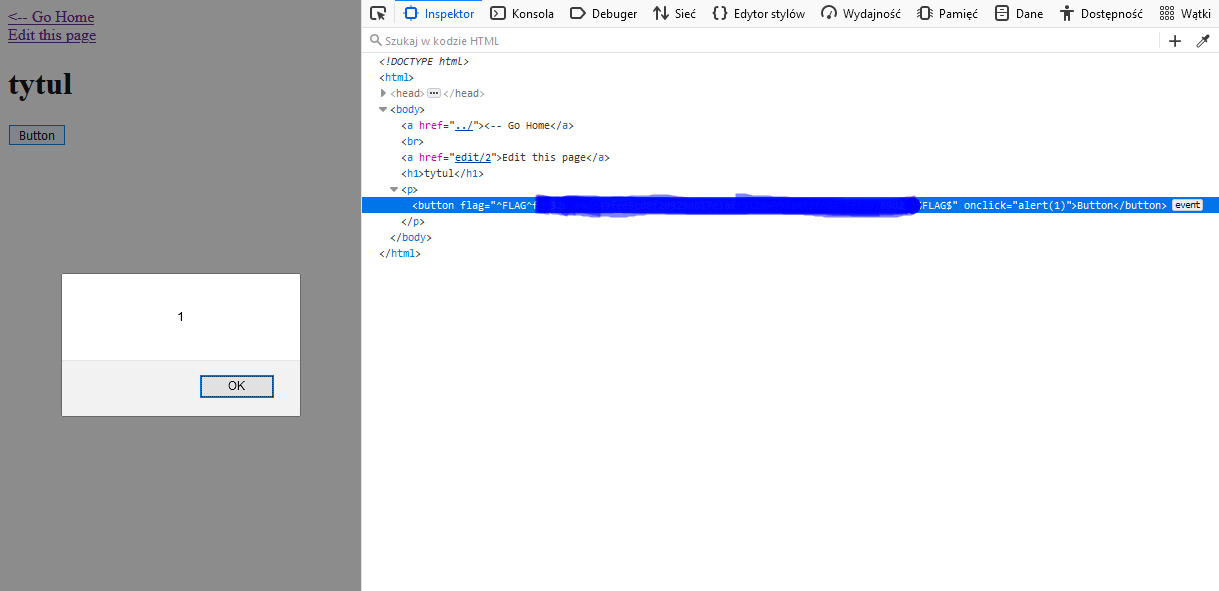 <-- Go Home
Edit this page
tytul
Button
1
OK
Inspektor Konsola Debuger Sieć Edytor stylów Wydajność Pamięć Dane Dostępność Wątki
Szukaj w kodzie HTML
<!DOCTYPE html>
<html>
<head> </head>
<body>
<a href="../"><-- Go Home</a>
<br>
<a href="edit/2">Edit this page</a>
<h1>tytul</h1>
<p>
<button flag="^FLAG^ $FLAG$" onclick="alert(1)">Button</button> event
</p>
</body>
</html>